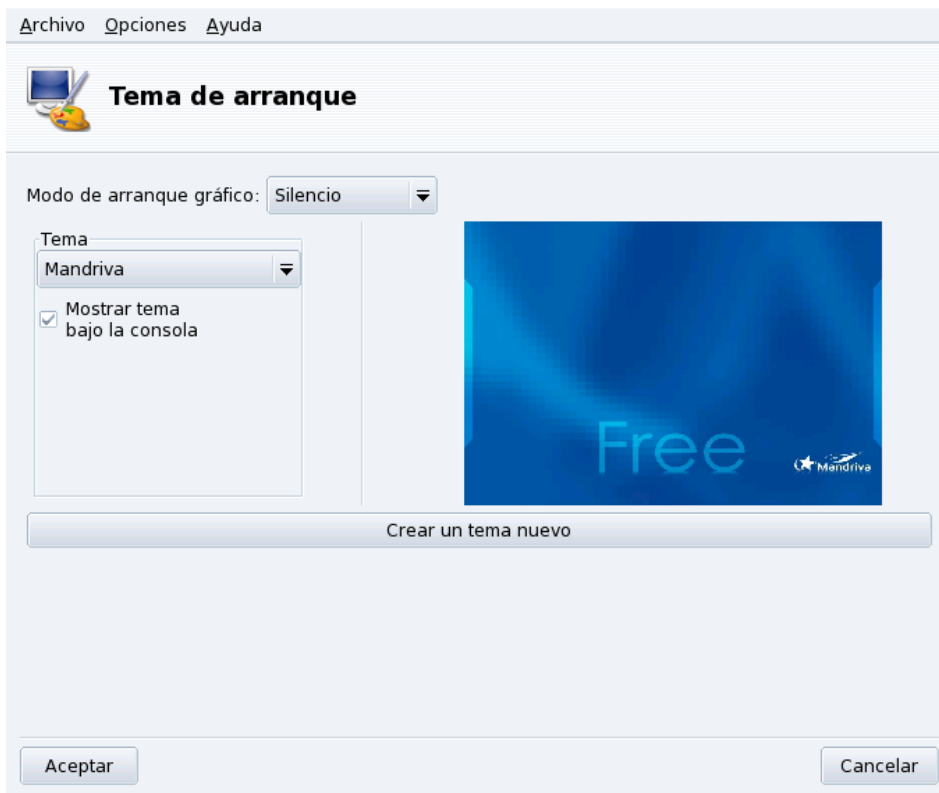 Archivo Opciones Ayuda
Tema de arranque
Modo de arranque gráfico: Silencio
Tema
Mandriva
Mostrar tema
bajo la consola
Free
Mandriva
Crear un tema nuevo
Aceptar Cancelar